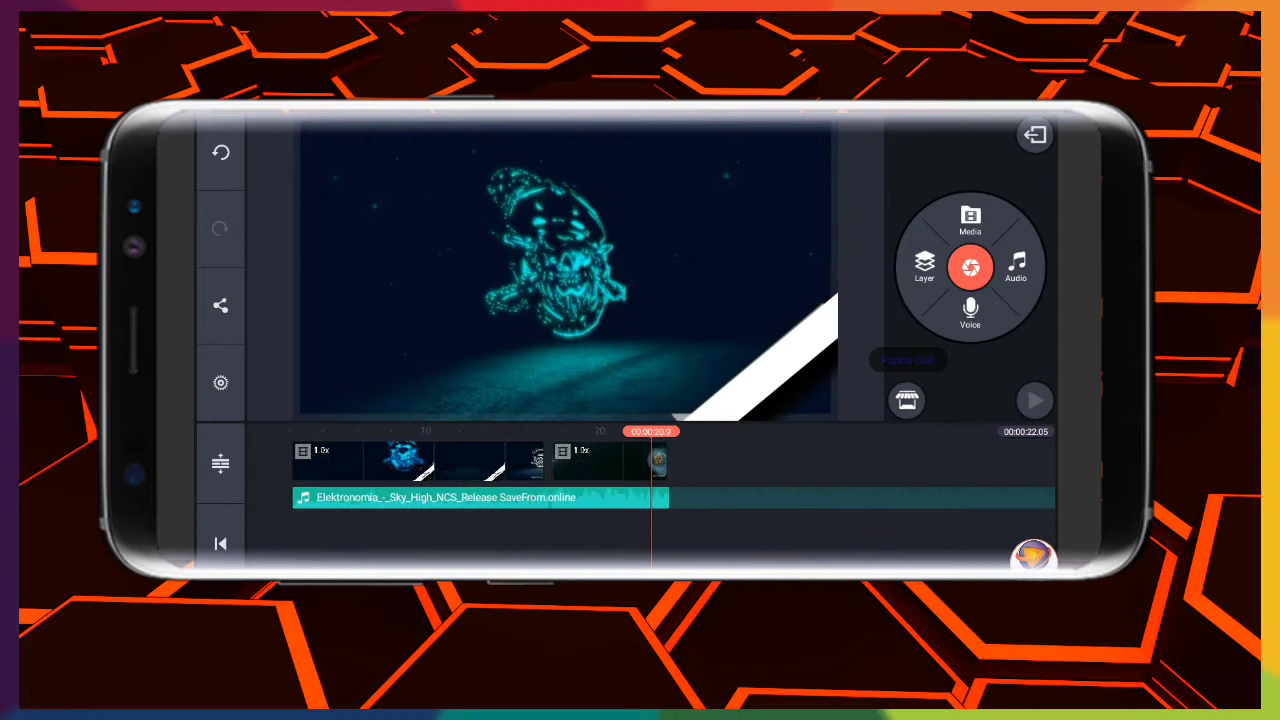 Media
Layer
Audio
Voice
10
20
00:00:20.9
00:00:22.05
1.0x
1.0x
Elektronomia_-_Sky_High_NCS_Release SaveFrom.online